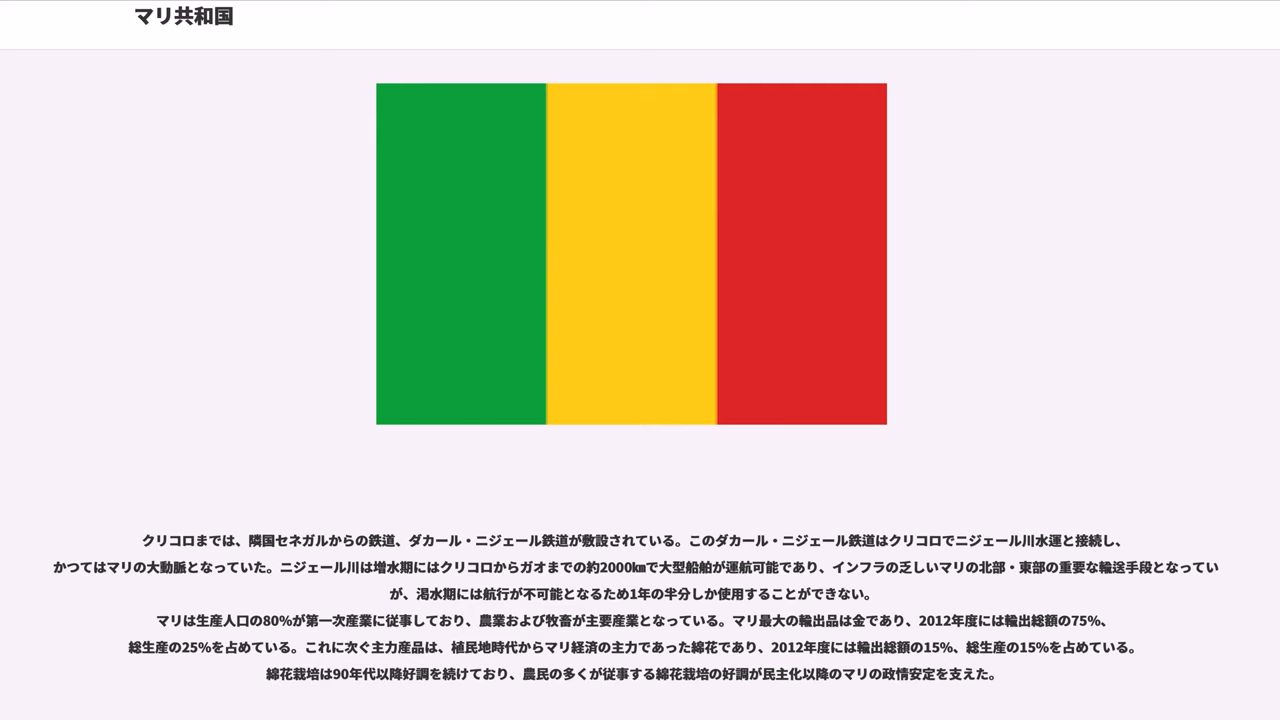 マリ共和国
クリコロまでは、隣国セネガルからの鉄道、ダカール・ニジェール鉄道が敷設されている。このダカール・ニジェール鉄道はクリコロでニジェール川水運と接続し、
かつてはマリの大動脈となっていた。ニジェール川は増水期にはクリコロからガオまでの約2000㎞で大型船舶が運航可能であり、インフラの乏しいマリの北部・東部の重要な輸送手段となってい
が、渇水期には航行が不可能となるため1年の半分しか使用することができない。
マリは生産人口の80%が第一次産業に従事しており、農業および牧畜が主要産業となっている。マリ最大の輸出品は金であり、2012年度には輸出総額の75%、
総生産の25%を占めている。これに次ぐ主力産品は、植民地時代からマリ経済の主力であった綿花であり、2012年度には輸出総額の15%、総生産の15%を占めている。
綿花栽培は90年代以降好調を続けており、農民の多くが従事する綿花栽培の好調が民主化以降のマリの政情安定を支えた。